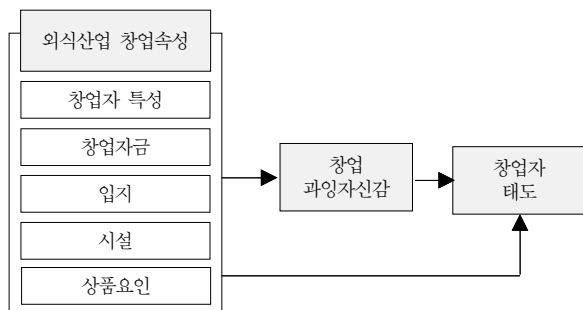 외식산업 창업속성
창업자 특성
창업자금
입지
시설
상품요인
창업
과잉자신감
창업자
태도